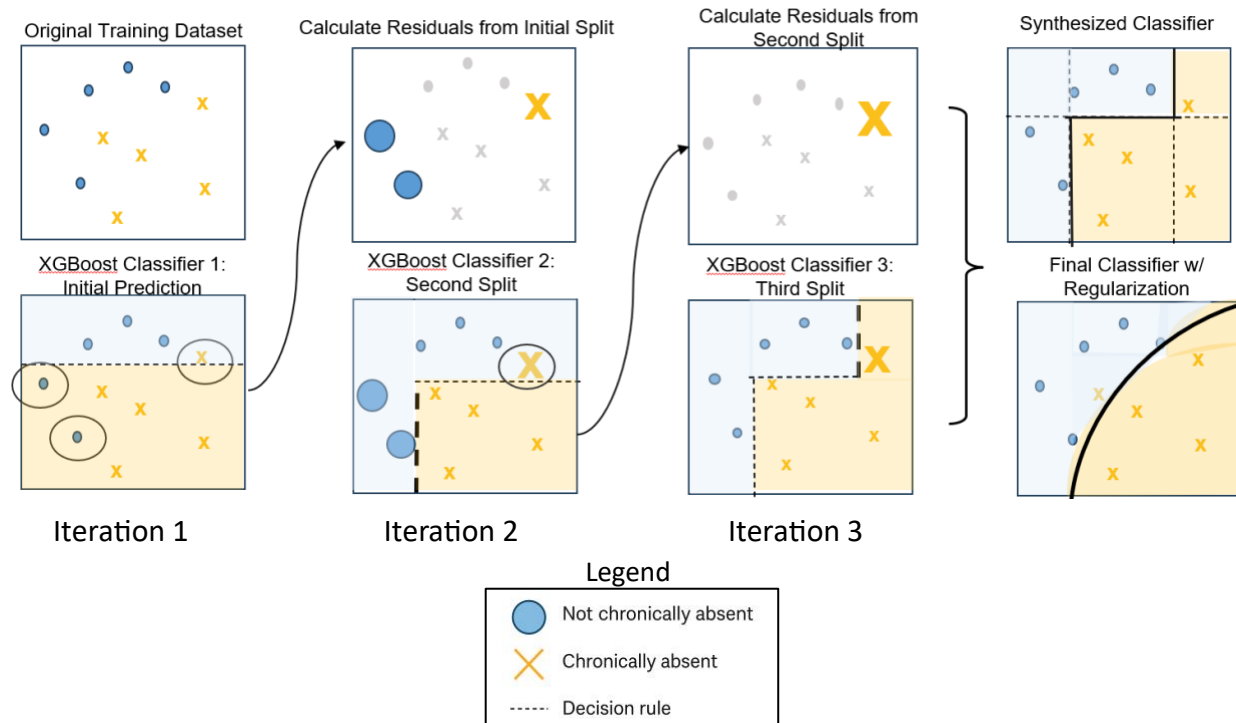 Original Training Dataset
Calculate Residuals from Initial Split
Calculate Residuals from
Second Split
Synthesized Classifier
XGBoost Classifier 1:
Initial Prediction
XGBoost Classifier 2:
Second Split
XGBoost Classifier 3:
Third Split
Final Classifier w/
Regularization
Iteration 1
Iteration 2
Iteration 3
Legend
Not chronically absent
Chronically absent
Decision rule